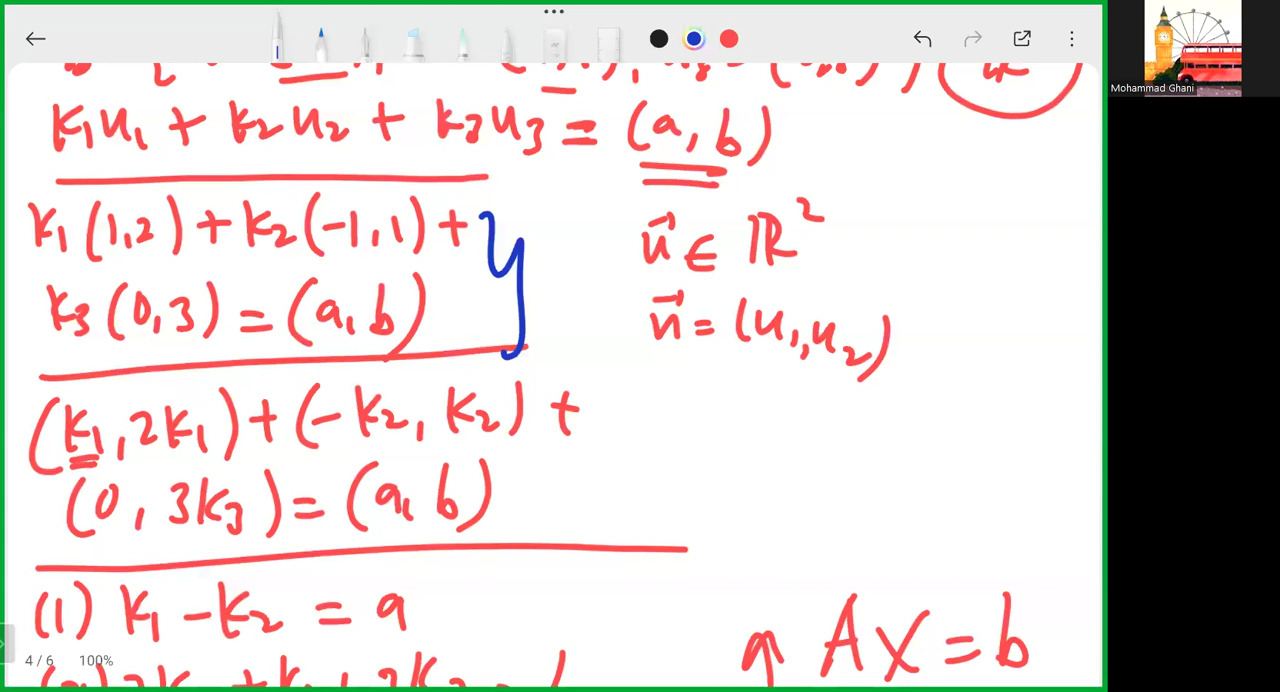 Mohammad Ghani
k₁u₁ + k₂u₂ + k₃u₃ = (a, b)
k₁(1,2) + k₂(-1,1) +
k₃(0,3) = (a, b)
u⃗ ∈ ℝ²
u⃗ = (u₁, u₂)
(k₁, 2k₁) + (-k₂, k₂) +
(0, 3k₃) = (a, b)
(1) k₁ - k₂ = a
AX = b
4 / 6 100%